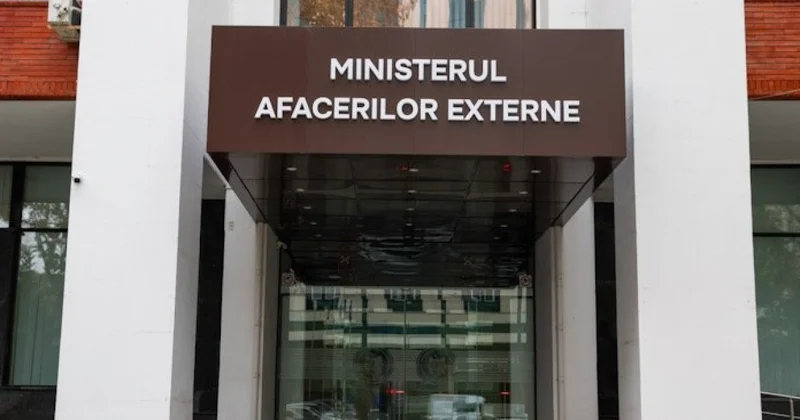 MINISTERUL
AFACERILOR EXTERNE